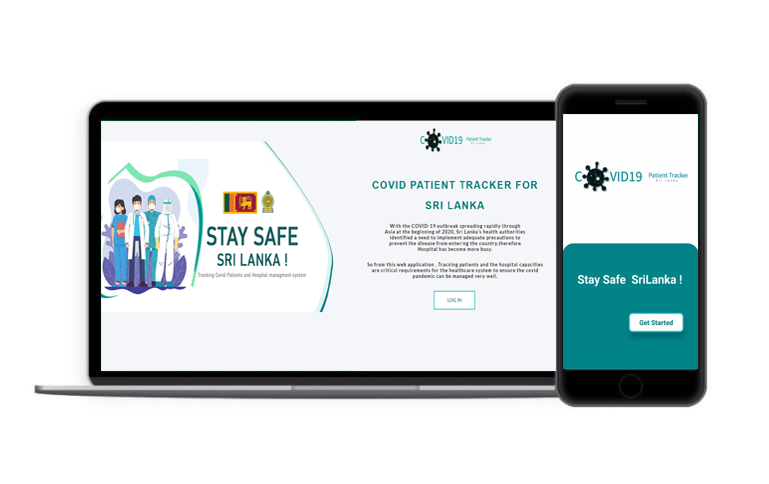 STAY SAFE
SRI LANKA !
Tracking Covid Patients and Hospital managment system
COVID19 Patient Tracker
Sri Lanka
COVID PATIENT TRACKER FOR
SRI LANKA
With the COVID-19 outbreak spreading rapidly through
Asia at the beginning of 2020, Sri Lanka's health authorities
identified a need to implement adequate precautions to
prevent the disease from entering the country,therefore
Hospital has become more busy.
So from this web application , Tracking patients and the hospital capacities
are critical requirements for the healthcare system to ensure the covid
pandemic can be managed very well.
LOG IN
COVID19 Patient Tracker
Sri Lanka
Stay Safe SriLanka !
Get Started